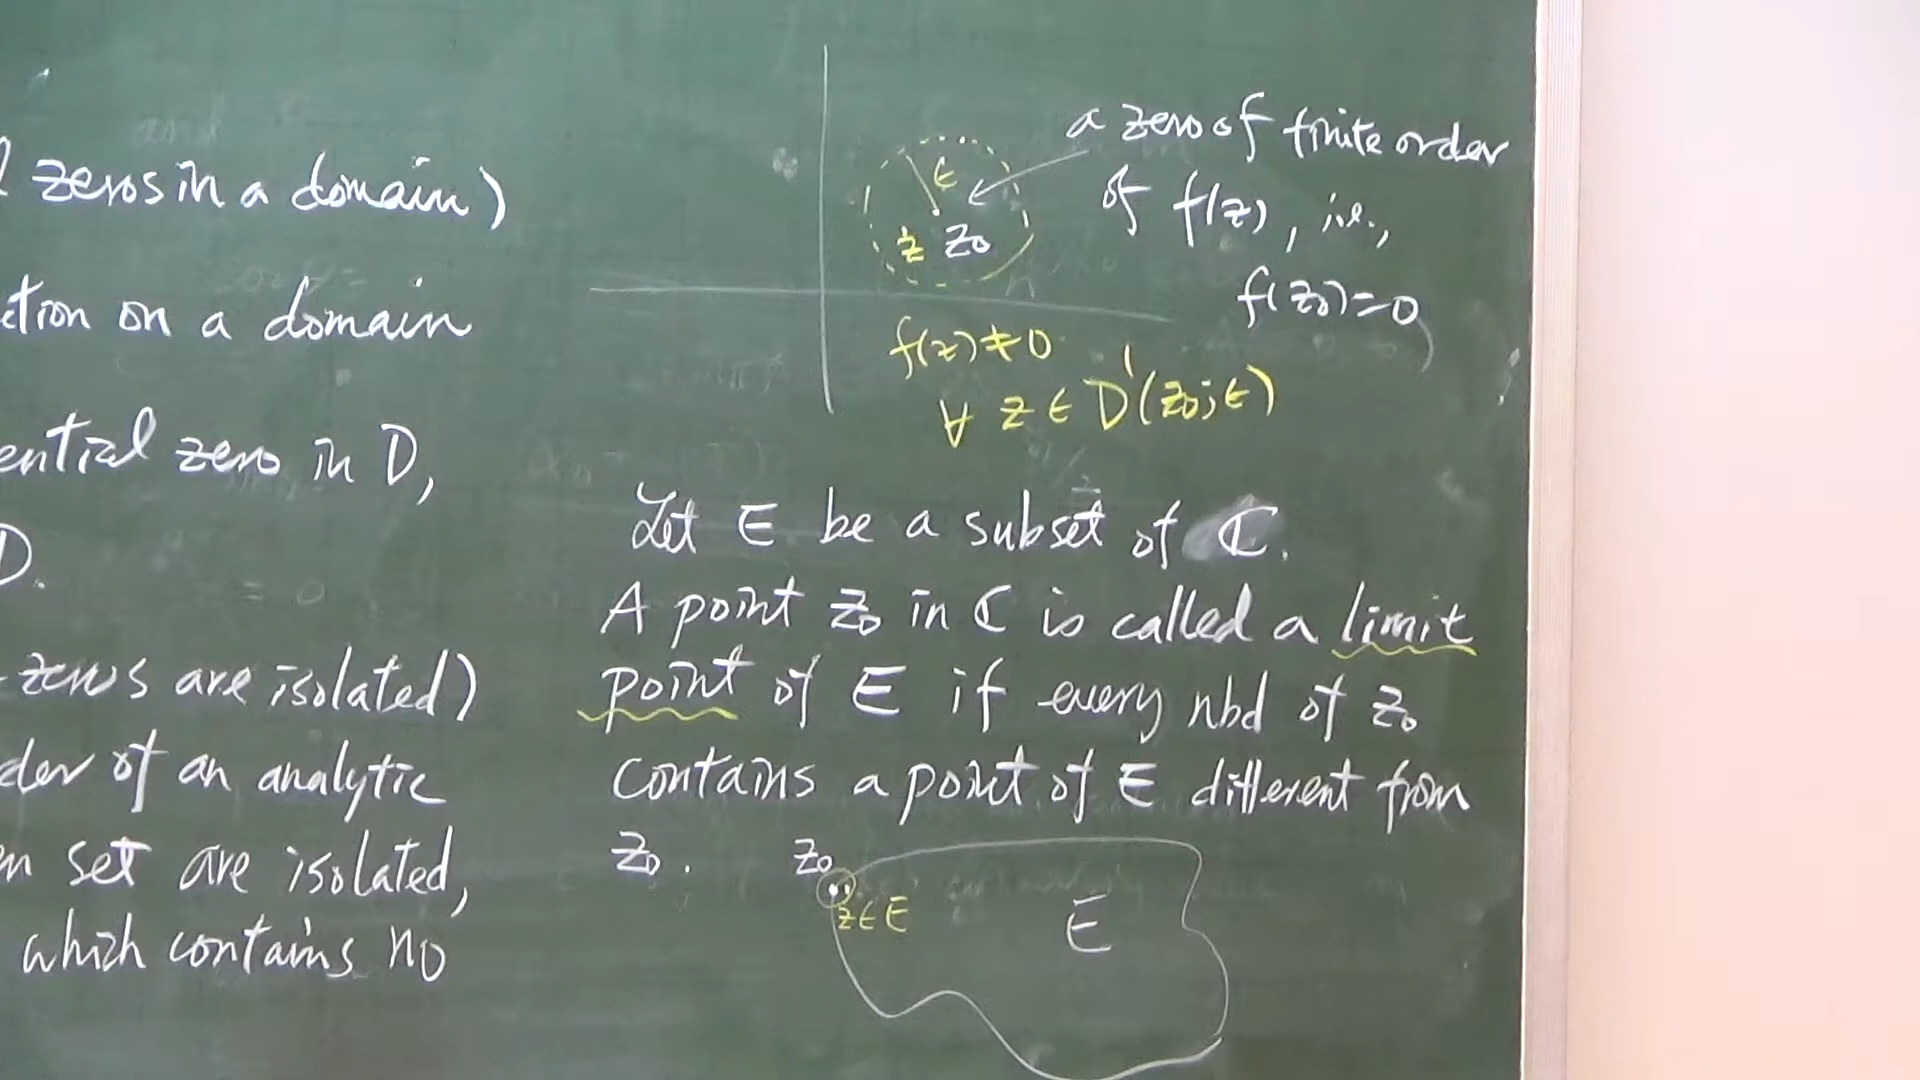 zeros in a domain)
ction on a domain
ential zero in D,
D.
zeros are isolated)
der of an analytic
n set are isolated,
which contains no
a zero of finite order
of f(z), i.e.,
f(z₀)=0
ϵ
z z₀
f(z)≠0
∀ z ∈ D'(z₀;ϵ)
Let E be a subset of ℂ.
A point z₀ in ℂ is called a limit
point of E if every nbd of z₀
contains a point of E different from
z₀.
z₀
z∈E
E